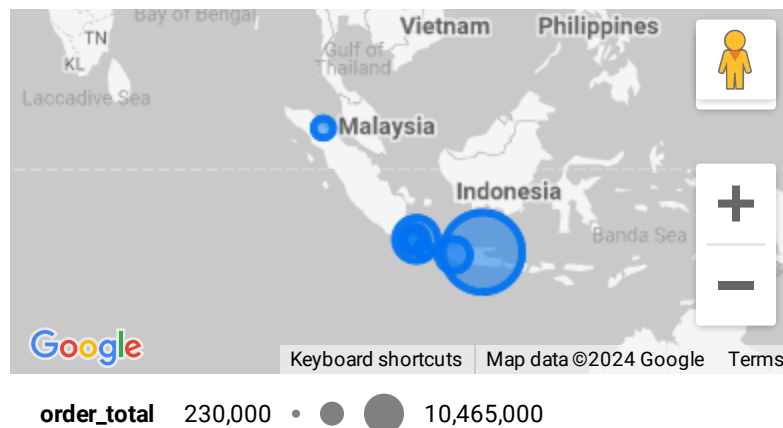 Bay of Bengal
Vietnam
Philippines
TN
KL
Gulf of
Thailand
Laccadive Sea
Malaysia
Indonesia
Banda Sea
Google
Keyboard shortcuts
Map data ©2024 Google
Terms
order_total 230,000 10,465,000